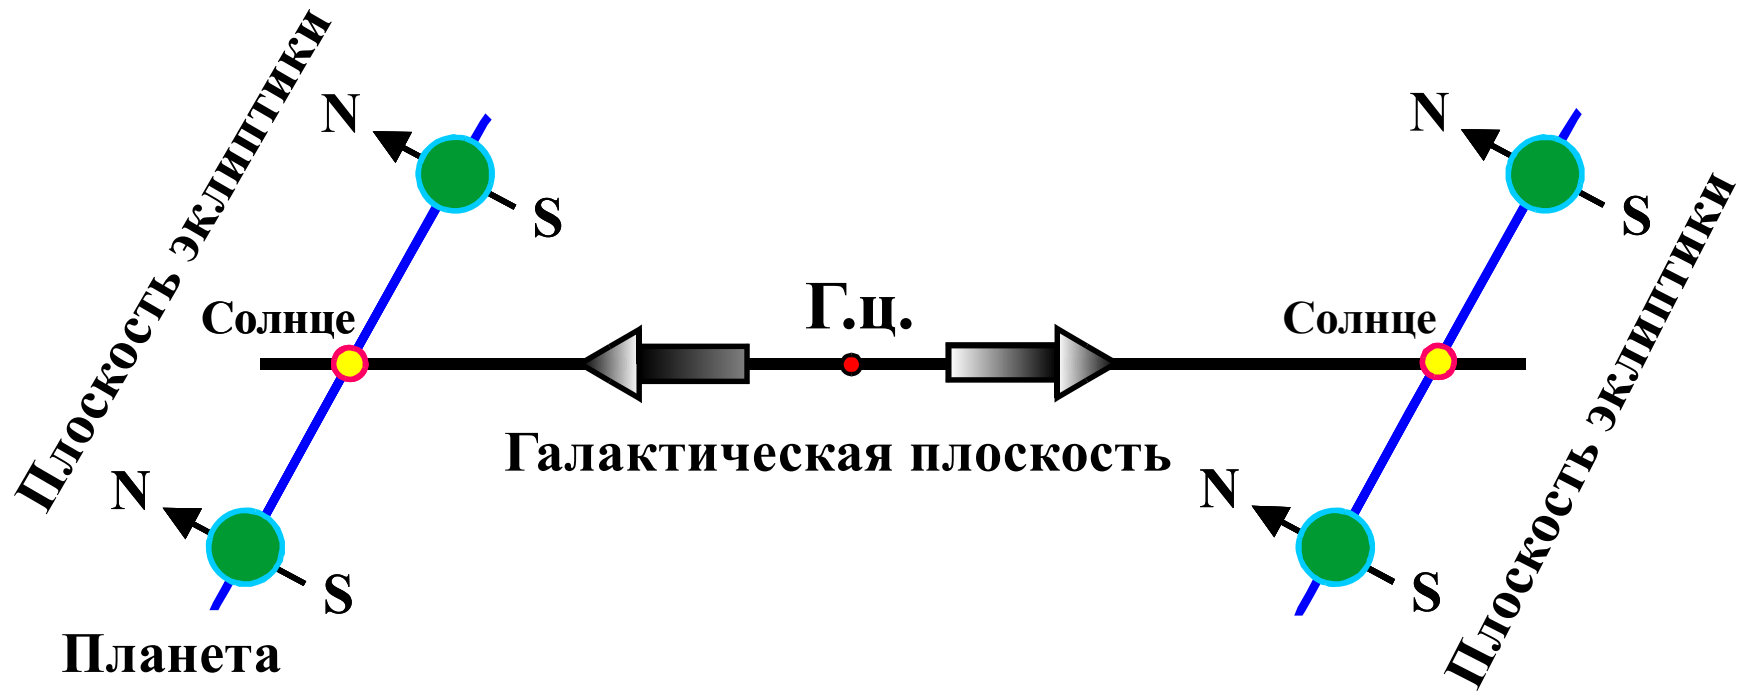 Плоскость эклиптики
N
S
Солнце
N
S
Планета
Г.ц.
Галактическая плоскость
N
S
Солнце
N
S
Плоскость эклиптики